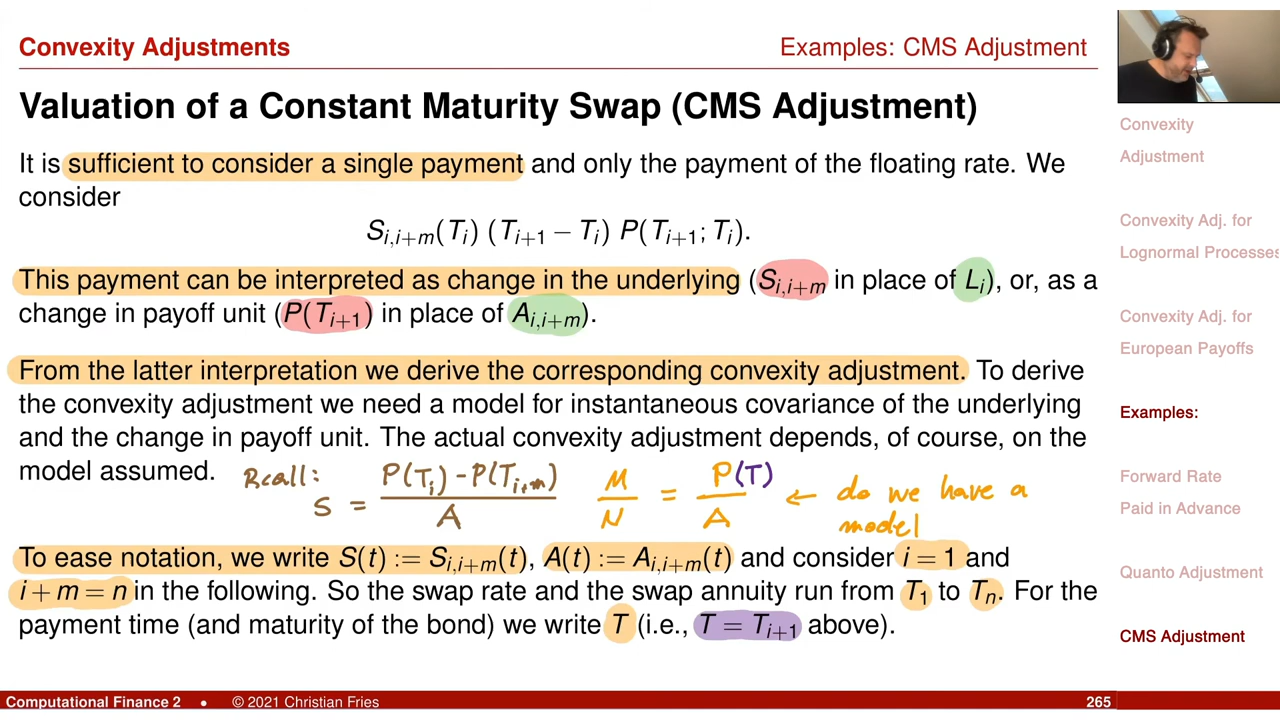 Convexity Adjustments
Examples: CMS Adjustment
Valuation of a Constant Maturity Swap (CMS Adjustment)
It is sufficient to consider a single payment and only the payment of the floating rate. We
consider
S_{i,i+m}(T_i) (T_{i+1} − T_i) P(T_{i+1}; T_i).
This payment can be interpreted as change in the underlying (S_{i,i+m} in place of L_i), or, as a
change in payoff unit (P(T_{i+1}) in place of A_{i,i+m}).
From the latter interpretation we derive the corresponding convexity adjustment. To derive
the convexity adjustment we need a model for instantaneous covariance of the underlying
and the change in payoff unit. The actual convexity adjustment depends, of course, on the
model assumed.
Recall: S = (P(T_i) - P(T_{i+m})) / A
M/N = P(T)/A ← do we have a
model
To ease notation, we write S(t) := S_{i,i+m}(t), A(t) := A_{i,i+m}(t) and consider i = 1 and
i + m = n in the following. So the swap rate and the swap annuity run from T_1 to T_n. For the
payment time (and maturity of the bond) we write T (i.e., T = T_{i+1} above).
Convexity
Adjustment
Convexity Adj. for
Lognormal Processes
Convexity Adj. for
European Payoffs
Examples:
Forward Rate
Paid in Advance
Quanto Adjustment
CMS Adjustment
Computational Finance 2 • © 2021 Christian Fries
265